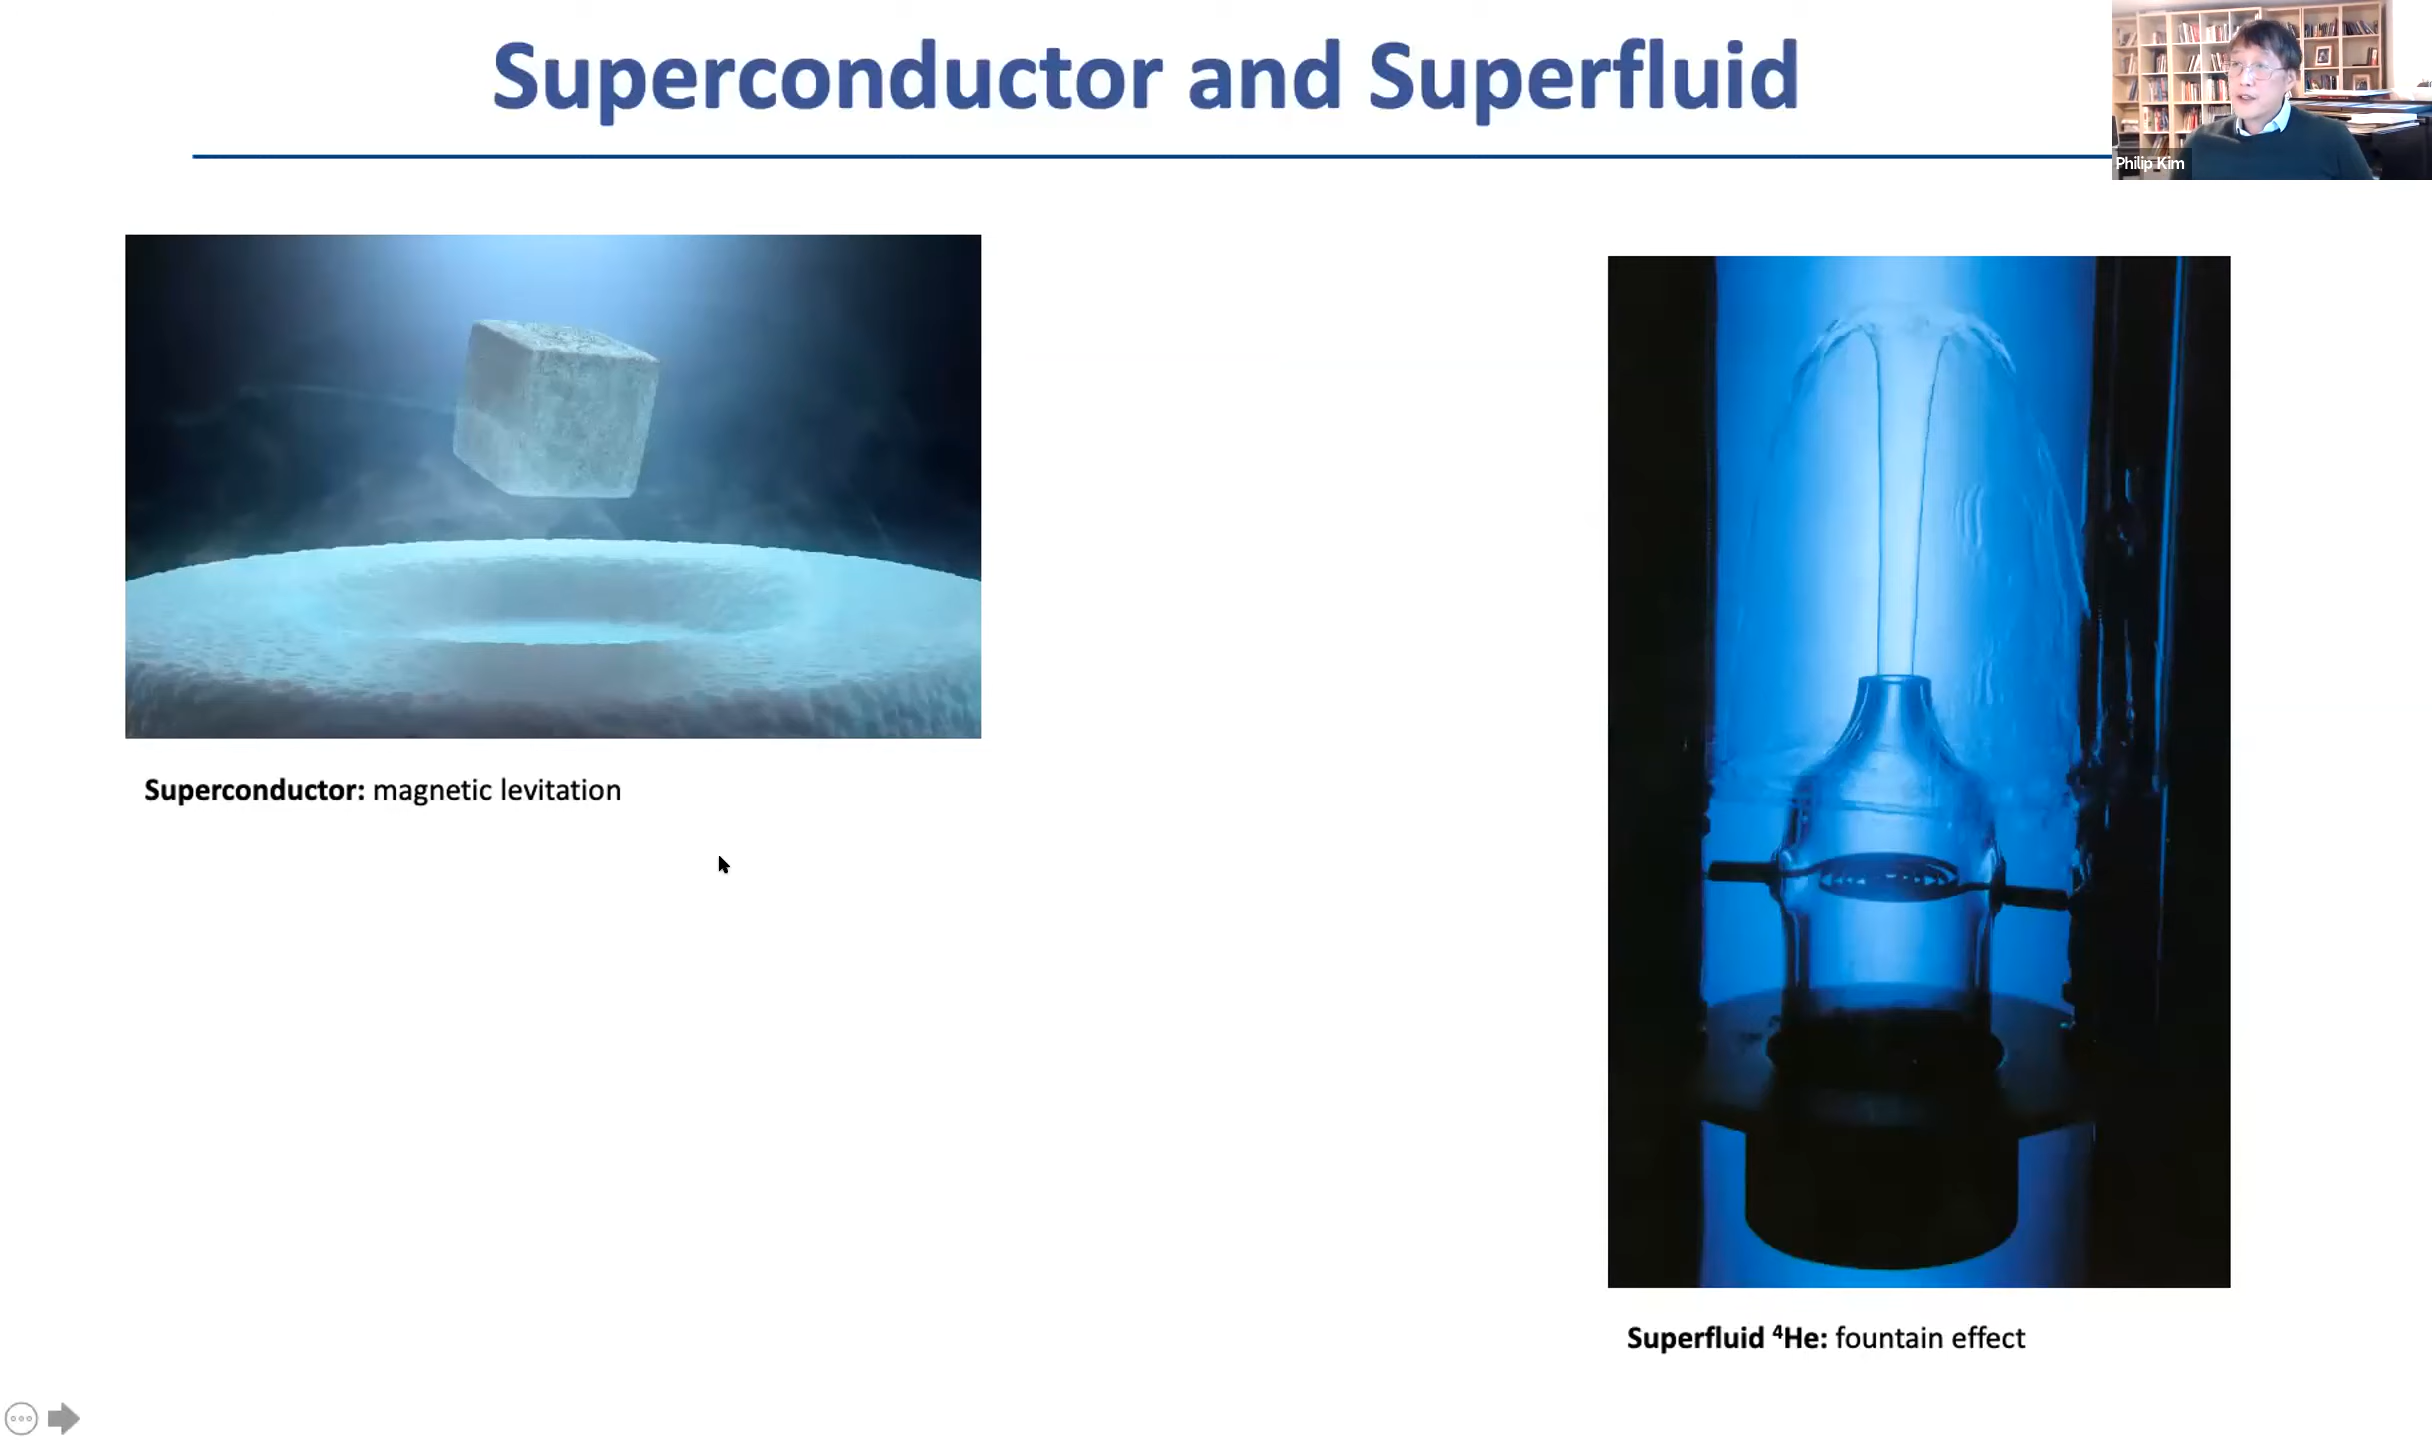 Superconductor and Superfluid
Philip Kim
Superconductor: magnetic levitation
Superfluid ⁴He: fountain effect